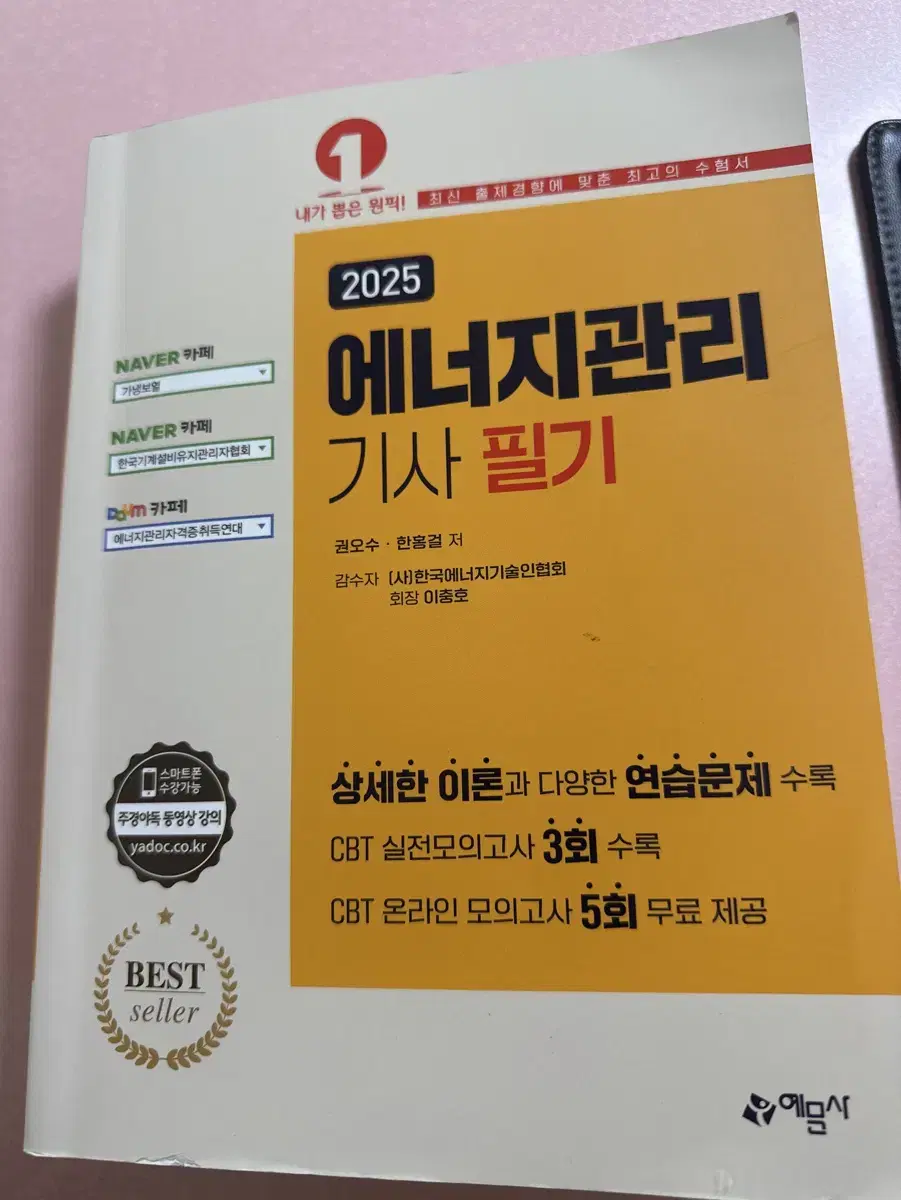 1
내가 뽑은 원픽!
최신 출제경향에 맞춘 최고의 수험서
2025
에너지관리
기사 필기
권오수 · 한홍걸 저
감수자 (사)한국에너지기술인협회
회장 이충호
NAVER 카페
가냉보열
NAVER 카페
한국기계설비유지관리자협회
Daum 카페
에너지관리자격증취득연대
상세한 이론과 다양한 연습문제 수록
CBT 실전모의고사 3회 수록
CBT 온라인 모의고사 5회 무료 제공
스마트폰
수강가능
주경야독 동영상 강의
yadoc.co.kr
BEST
seller
예문사